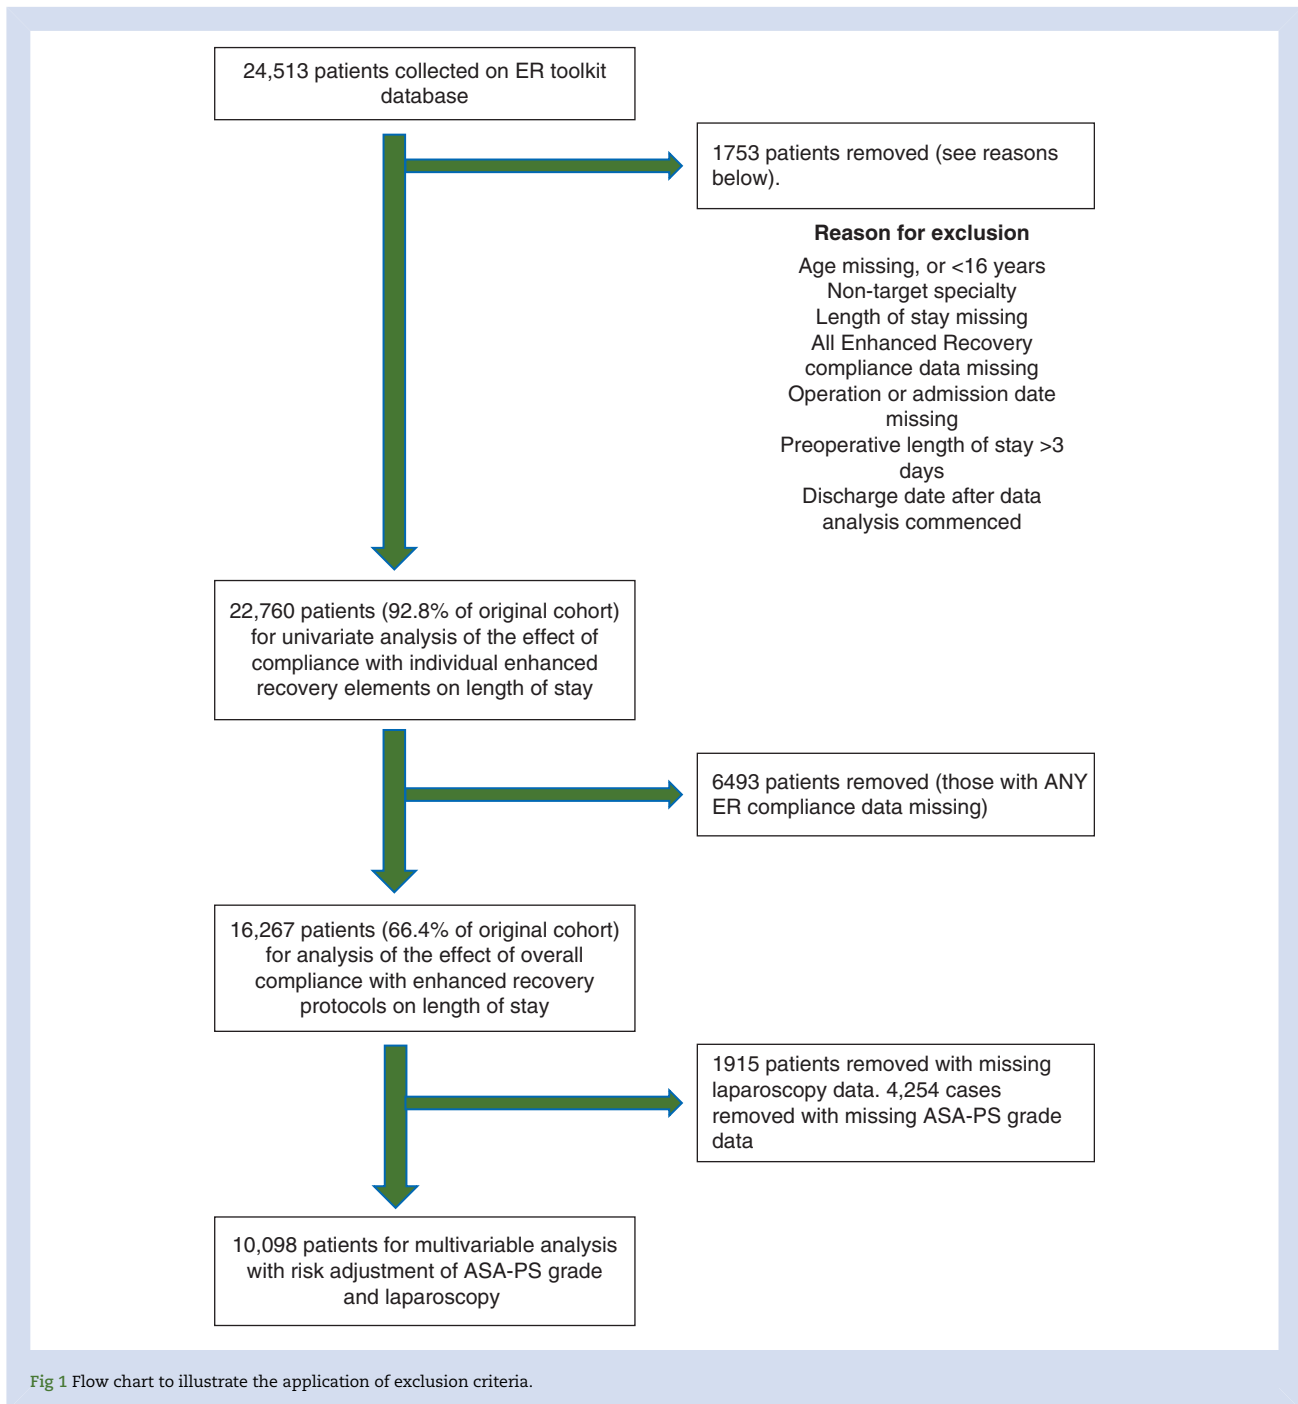 24,513 patients collected on ER toolkit
database
1753 patients removed (see reasons
below).
Reason for exclusion
Age missing, or <16 years
Non-target specialty
Length of stay missing
All Enhanced Recovery
compliance data missing
Operation or admission date
missing
Preoperative length of stay >3
days
Discharge date after data
analysis commenced
22,760 patients (92.8% of original cohort)
for univariate analysis of the effect of
compliance with individual enhanced
recovery elements on length of stay
6493 patients removed (those with ANY
ER compliance data missing)
16,267 patients (66.4% of original cohort)
for analysis of the effect of overall
compliance with enhanced recovery
protocols on length of stay
1915 patients removed with missing
laparoscopy data. 4,254 cases
removed with missing ASA-PS grade
data
10,098 patients for multivariable analysis
with risk adjustment of ASA-PS grade
and laparoscopy
Fig 1 Flow chart to illustrate the application of exclusion criteria.